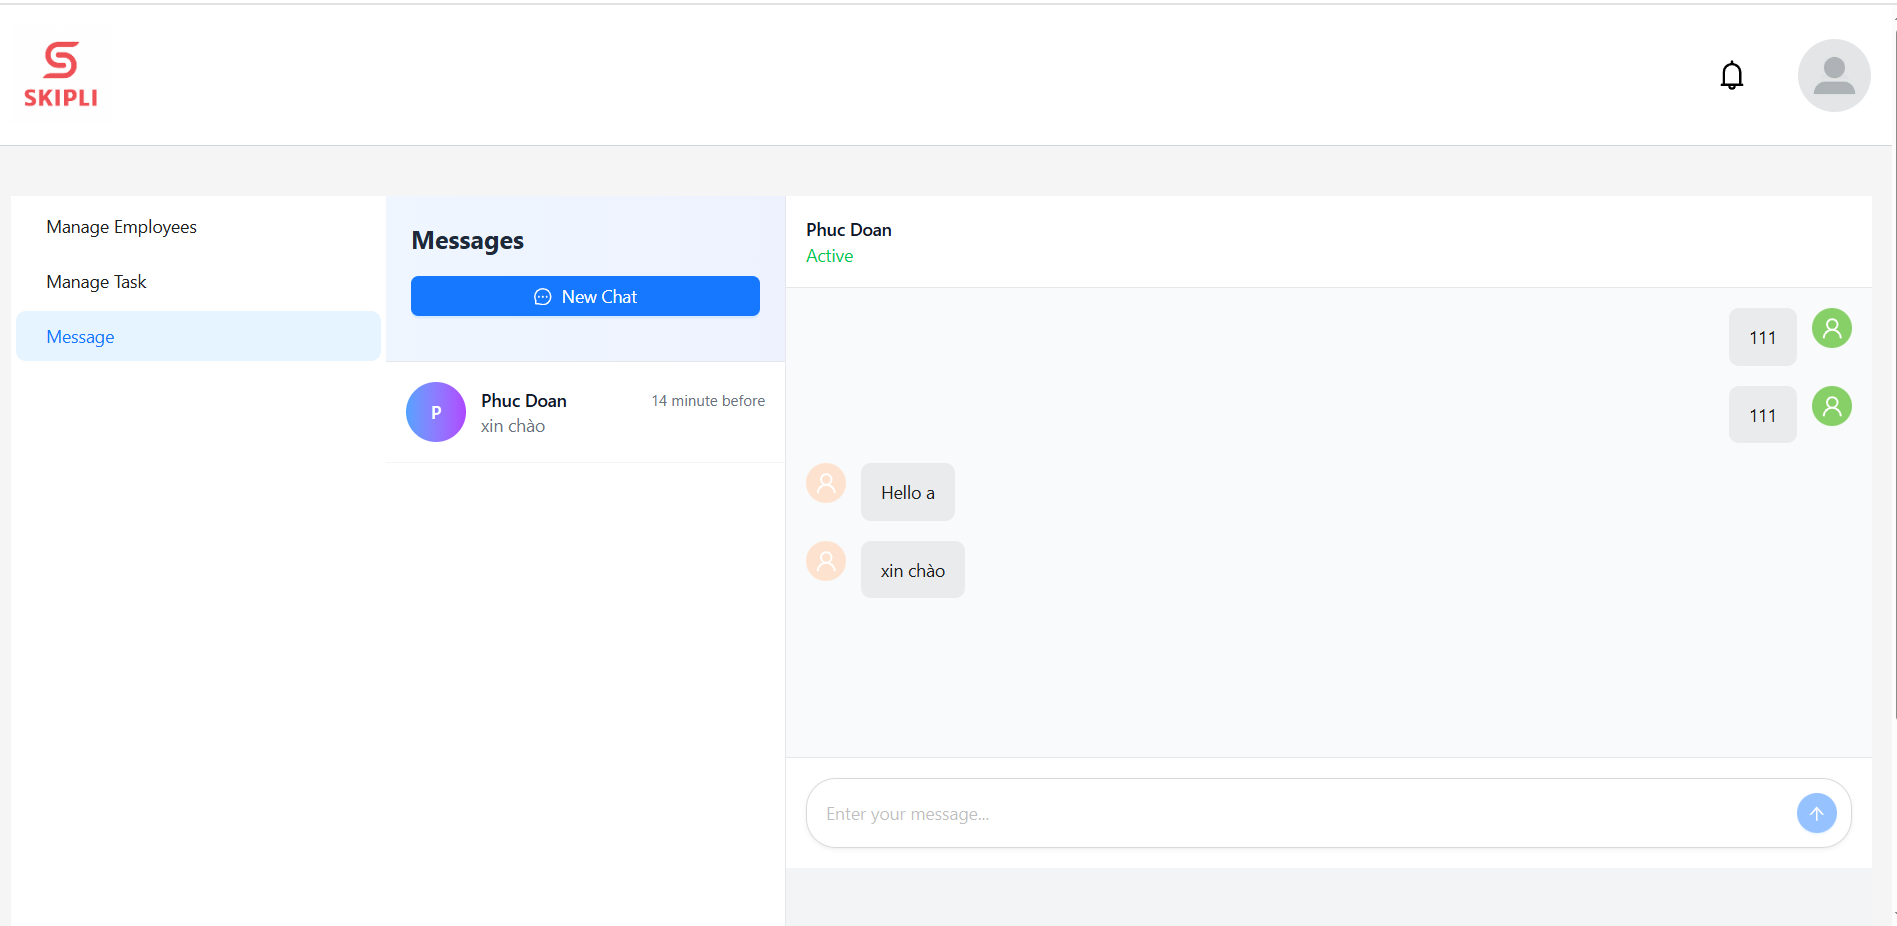 SKIPLI
Manage Employees
Manage Task
Message
Messages
New Chat
P
Phuc Doan
14 minute before
xin chào
Phuc Doan
Active
111
111
Hello a
xin chào
Enter your message...